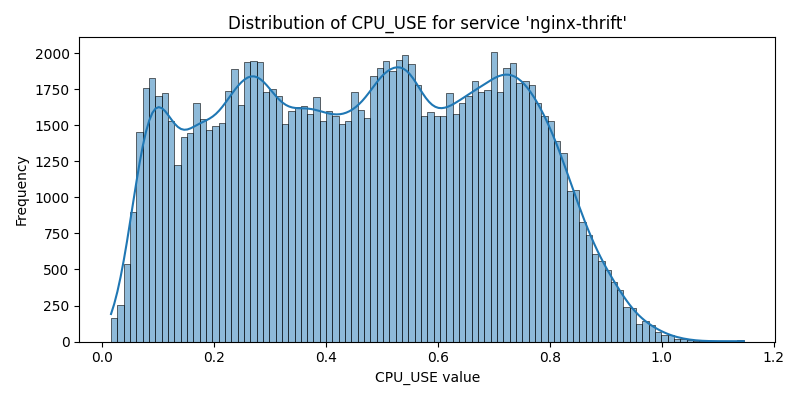 Distribution of CPU_USE for service 'nginx-thrift'
2000
1750
1500
1250
1000
750
500
250
0
Frequency
0.0 0.2 0.4 0.6 0.8 1.0 1.2
CPU_USE value